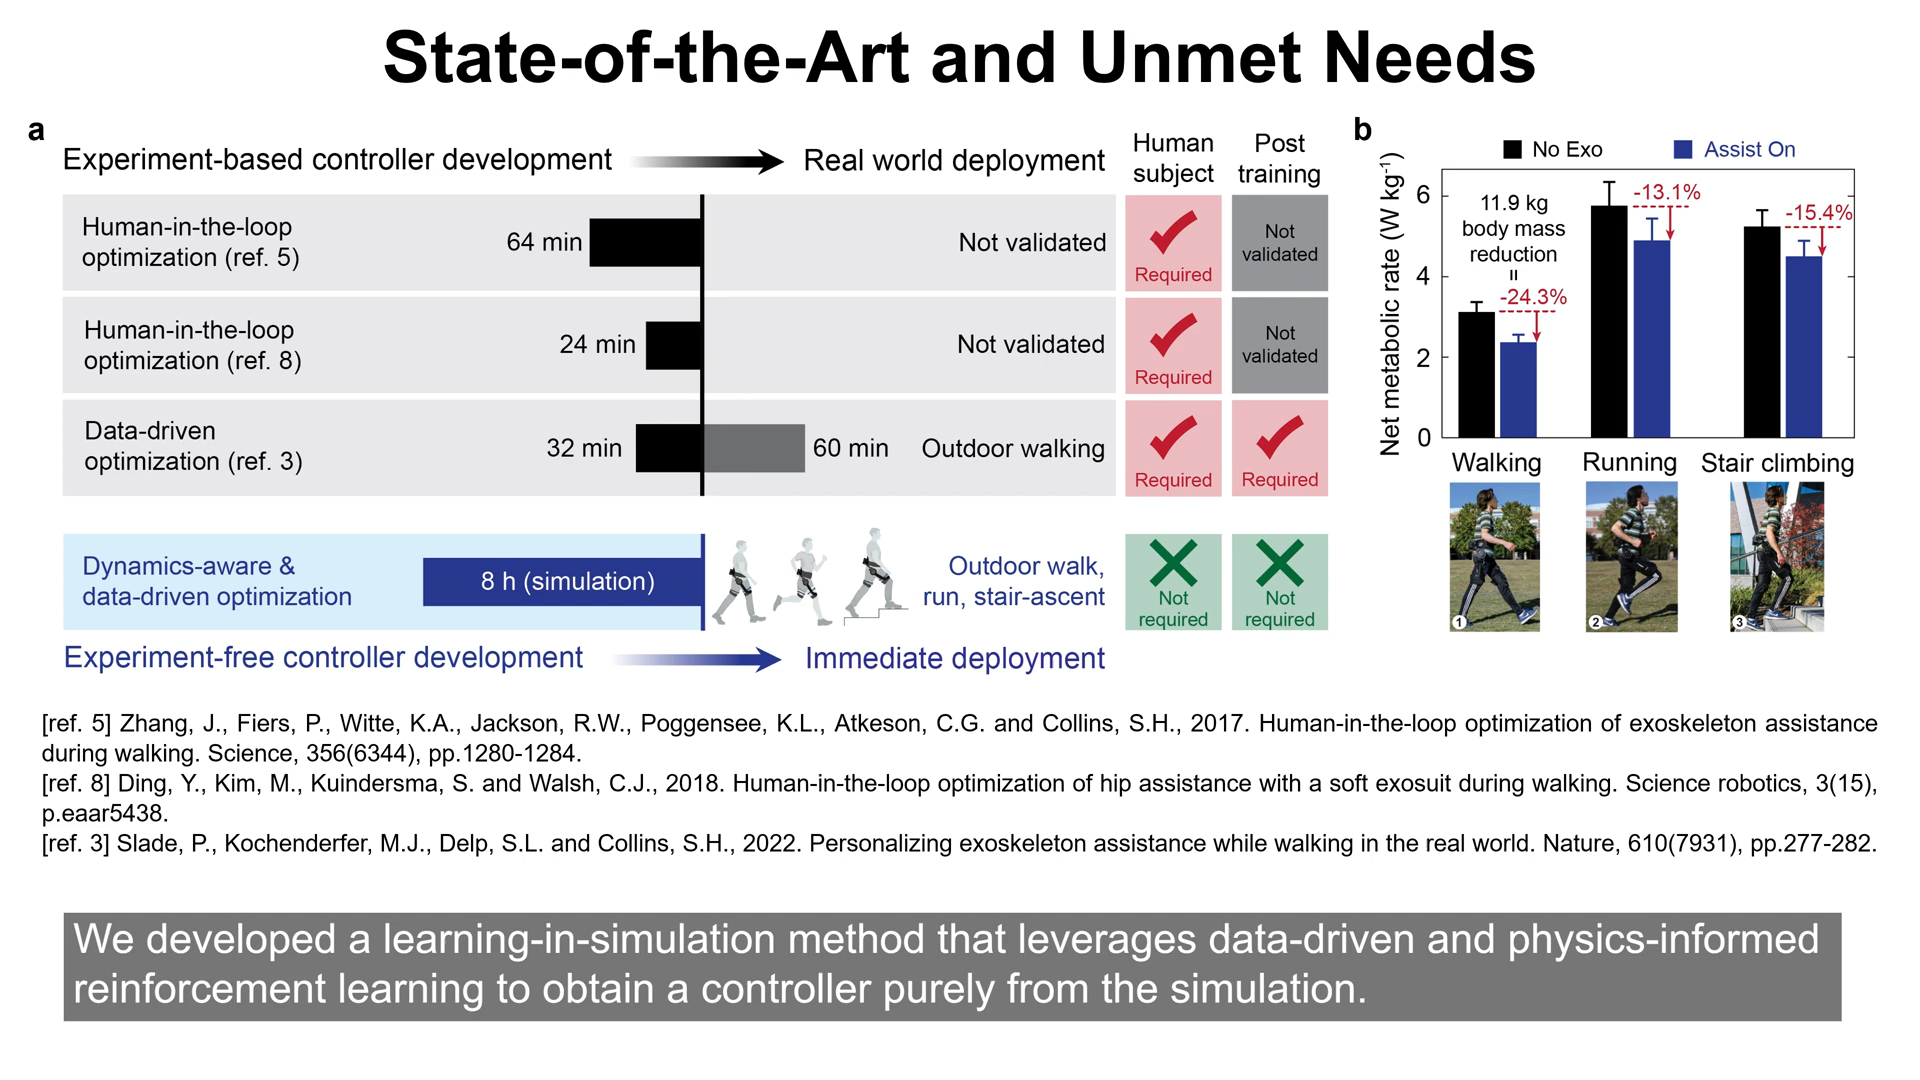 State-of-the-Art and Unmet Needs
a
Experiment-based controller development
Real world deployment
Human
subject
Post
training
Human-in-the-loop
optimization (ref. 5)
64 min
Not validated
Required
Not
validated
Human-in-the-loop
optimization (ref. 8)
24 min
Not validated
Required
Not
validated
Data-driven
optimization (ref. 3)
32 min
60 min
Outdoor walking
Required
Required
Dynamics-aware &
data-driven optimization
8 h (simulation)
Outdoor walk,
run, stair-ascent
Not
required
Not
required
Experiment-free controller development
Immediate deployment
b
No Exo
Assist On
Net metabolic rate (W kg⁻¹)
6
4
2
0
11.9 kg
body mass
reduction
=
-24.3%
-13.1%
-15.4%
Walking
Running
Stair climbing
1
2
3
[ref. 5] Zhang, J., Fiers, P., Witte, K.A., Jackson, R.W., Poggensee, K.L., Atkeson, C.G. and Collins, S.H., 2017. Human-in-the-loop optimization of exoskeleton assistance
during walking. Science, 356(6344), pp.1280-1284.
[ref. 8] Ding, Y., Kim, M., Kuindersma, S. and Walsh, C.J., 2018. Human-in-the-loop optimization of hip assistance with a soft exosuit during walking. Science robotics, 3(15),
p.eaar5438.
[ref. 3] Slade, P., Kochenderfer, M.J., Delp, S.L. and Collins, S.H., 2022. Personalizing exoskeleton assistance while walking in the real world. Nature, 610(7931), pp.277-282.
We developed a learning-in-simulation method that leverages data-driven and physics-informed
reinforcement learning to obtain a controller purely from the simulation.